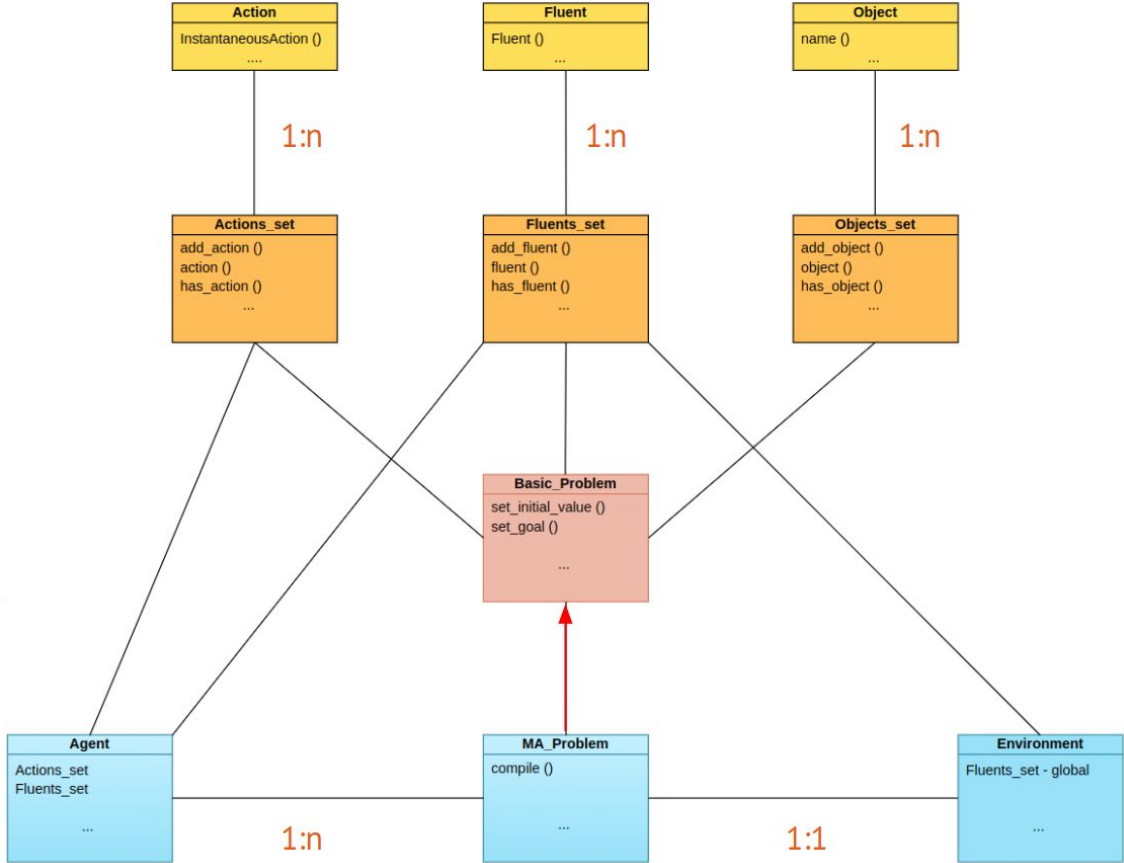 Action
InstantaneousAction ()
....
Fluent
Fluent ()
...
Object
name ()
...
1:n
1:n
1:n
Actions_set
add_action ()
action ()
has_action ()
...
Fluents_set
add_fluent ()
fluent ()
has_fluent ()
...
Objects_set
add_object ()
object ()
has_object ()
...
Basic_Problem
set_initial_value ()
set_goal ()
...
Agent
Actions_set
Fluents_set
...
MA_Problem
compile ()
...
Environment
Fluents_set - global
...
1:n
1:1